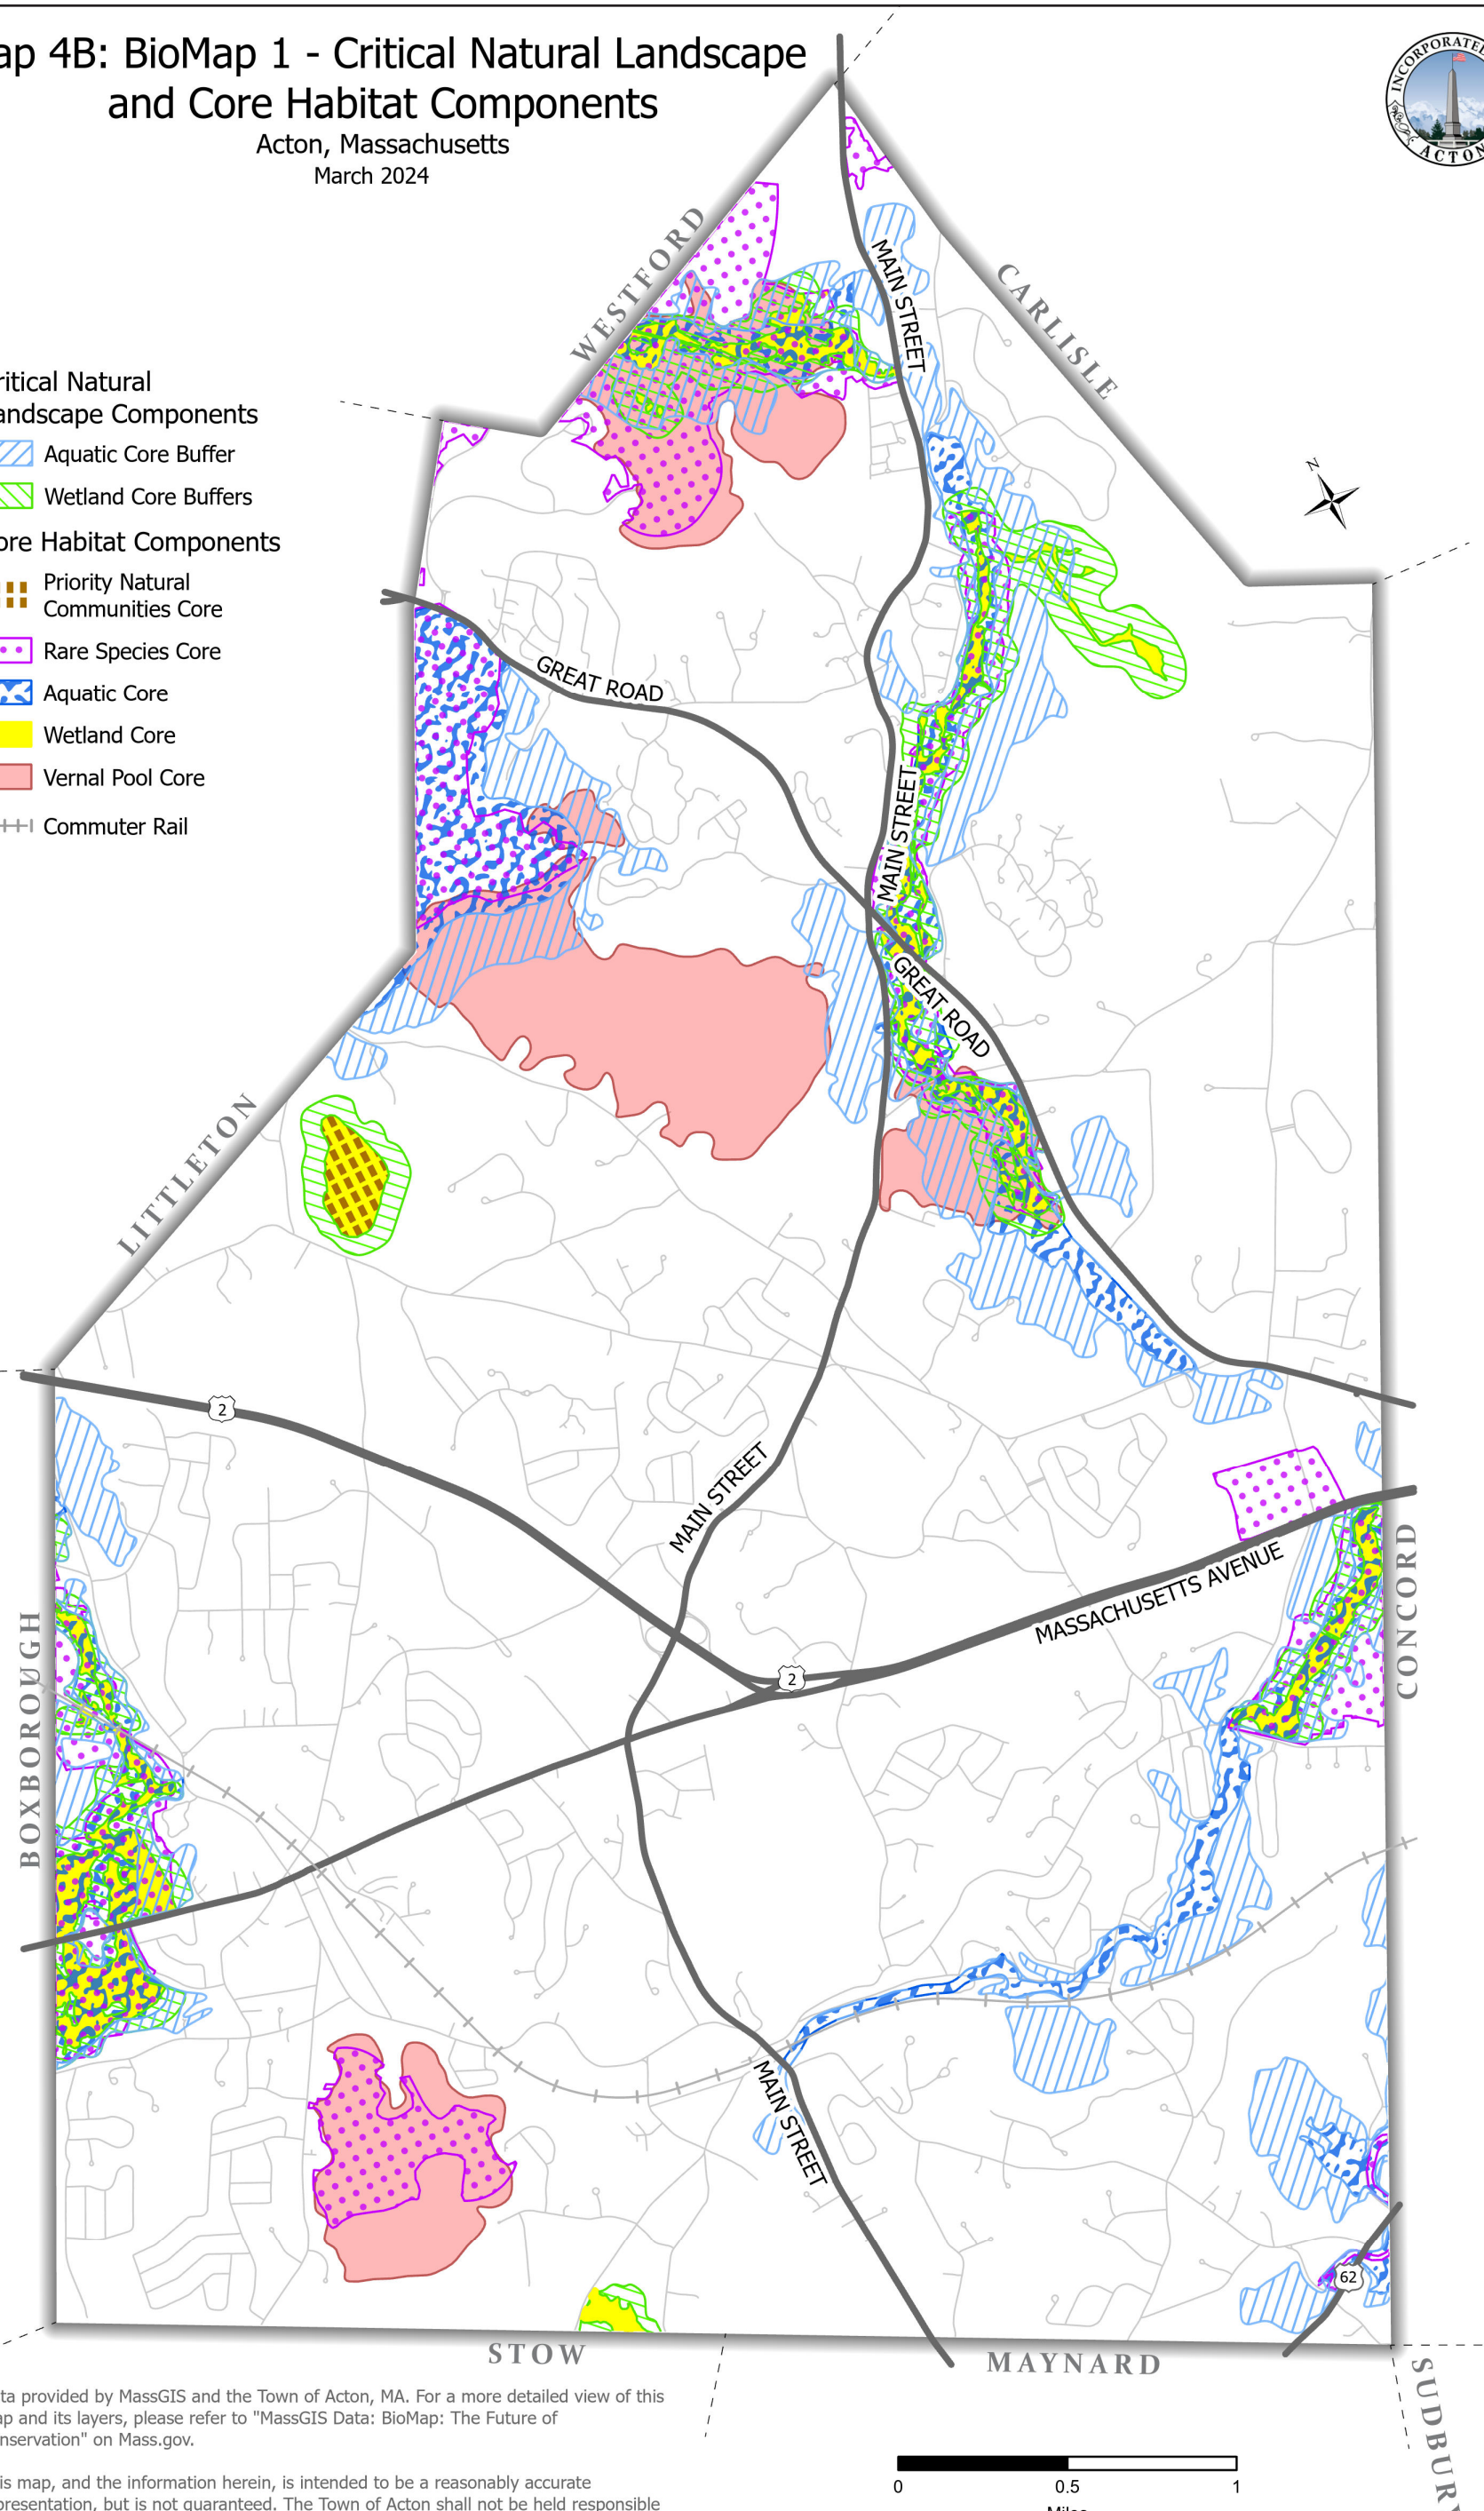 ap 4B: BioMap 1 - Critical Natural Landscape
and Core Habitat Components
Acton, Massachusetts
March 2024
INCORPORATED
ACTON
WESTFORD
CARLISLE
MAIN STREET
N
ritical Natural
andscape Components
Aquatic Core Buffer
Wetland Core Buffers
ore Habitat Components
Priority Natural
Communities Core
Rare Species Core
Aquatic Core
Wetland Core
Vernal Pool Core
Commuter Rail
GREAT ROAD
MAIN STREET
GREAT ROAD
LITTLETON
2
MAIN STREET
MASSACHUSETTS AVENUE
CONCORD
BOXBOROUGH
2
MAIN STREET
62
STOW
MAYNARD
SUDBURY
ta provided by MassGIS and the Town of Acton, MA. For a more detailed view of this
ap and its layers, please refer to "MassGIS Data: BioMap: The Future of
nservation" on Mass.gov.
is map, and the information herein, is intended to be a reasonably accurate
presentation, but is not guaranteed. The Town of Acton shall not be held responsible
0 0.5 1
Miles